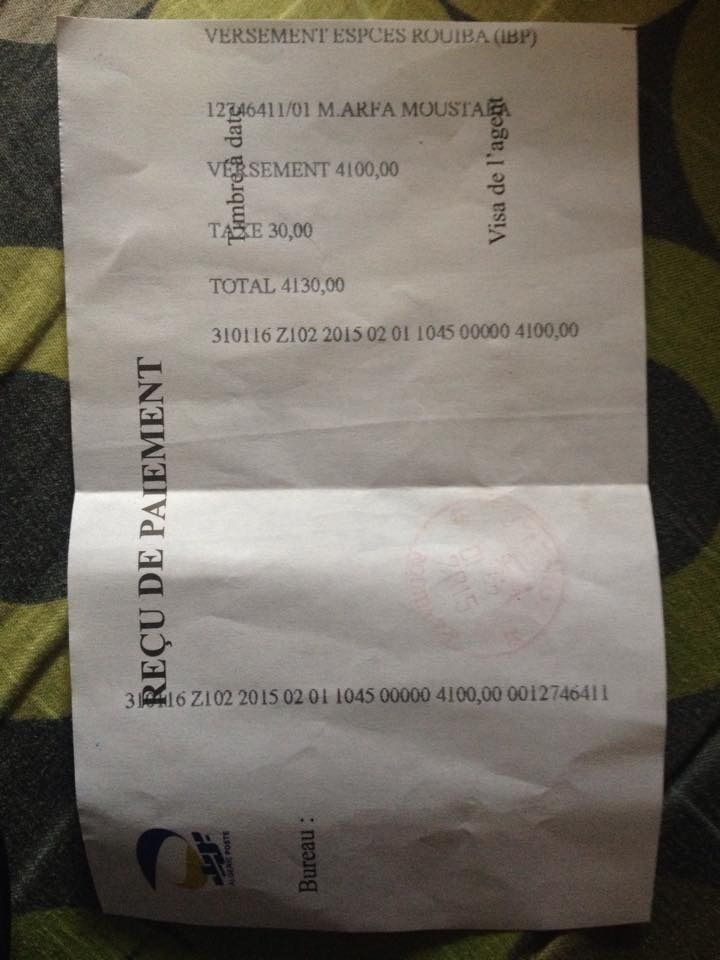 VERSEMENT ESPCES ROUIBA (IBP)
12746411/01 M.ARFA MOUSTAFA
Timbre à date
Visa de l'agent
VERSEMENT 4100,00
TAXE 30,00
TOTAL 4130,00
310116 Z102 2015 02 01 1045 00000 4100,00
REÇU DE PAIEMENT
310116 Z102 2015 02 01 1045 00000 4100,00 0012746411
ALGERIE POSTE
Bureau :